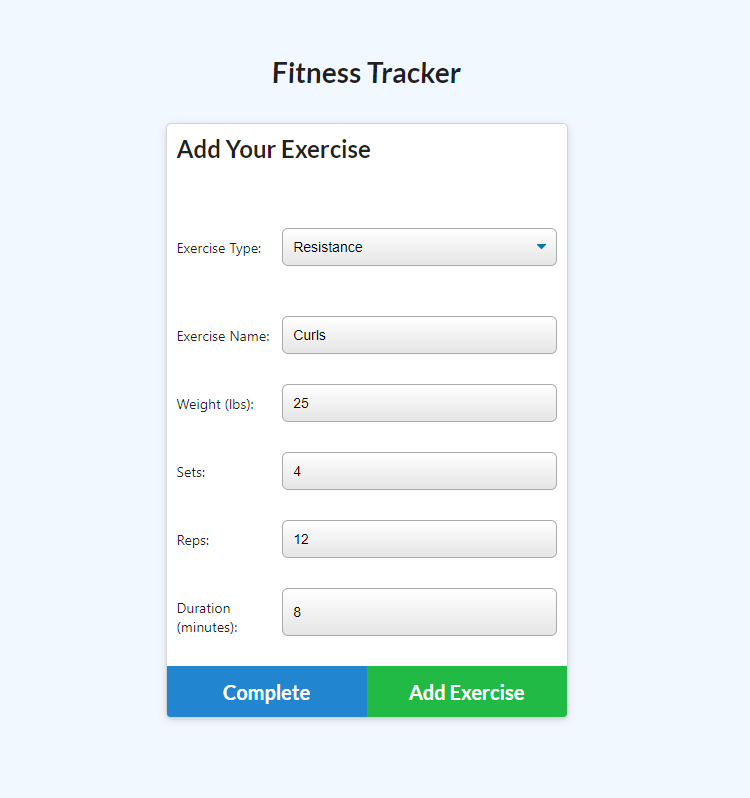 Fitness Tracker
Add Your Exercise
Exercise Type: Resistance
Exercise Name: Curls
Weight (lbs): 25
Sets: 4
Reps: 12
Duration
(minutes): 8
Complete Add Exercise